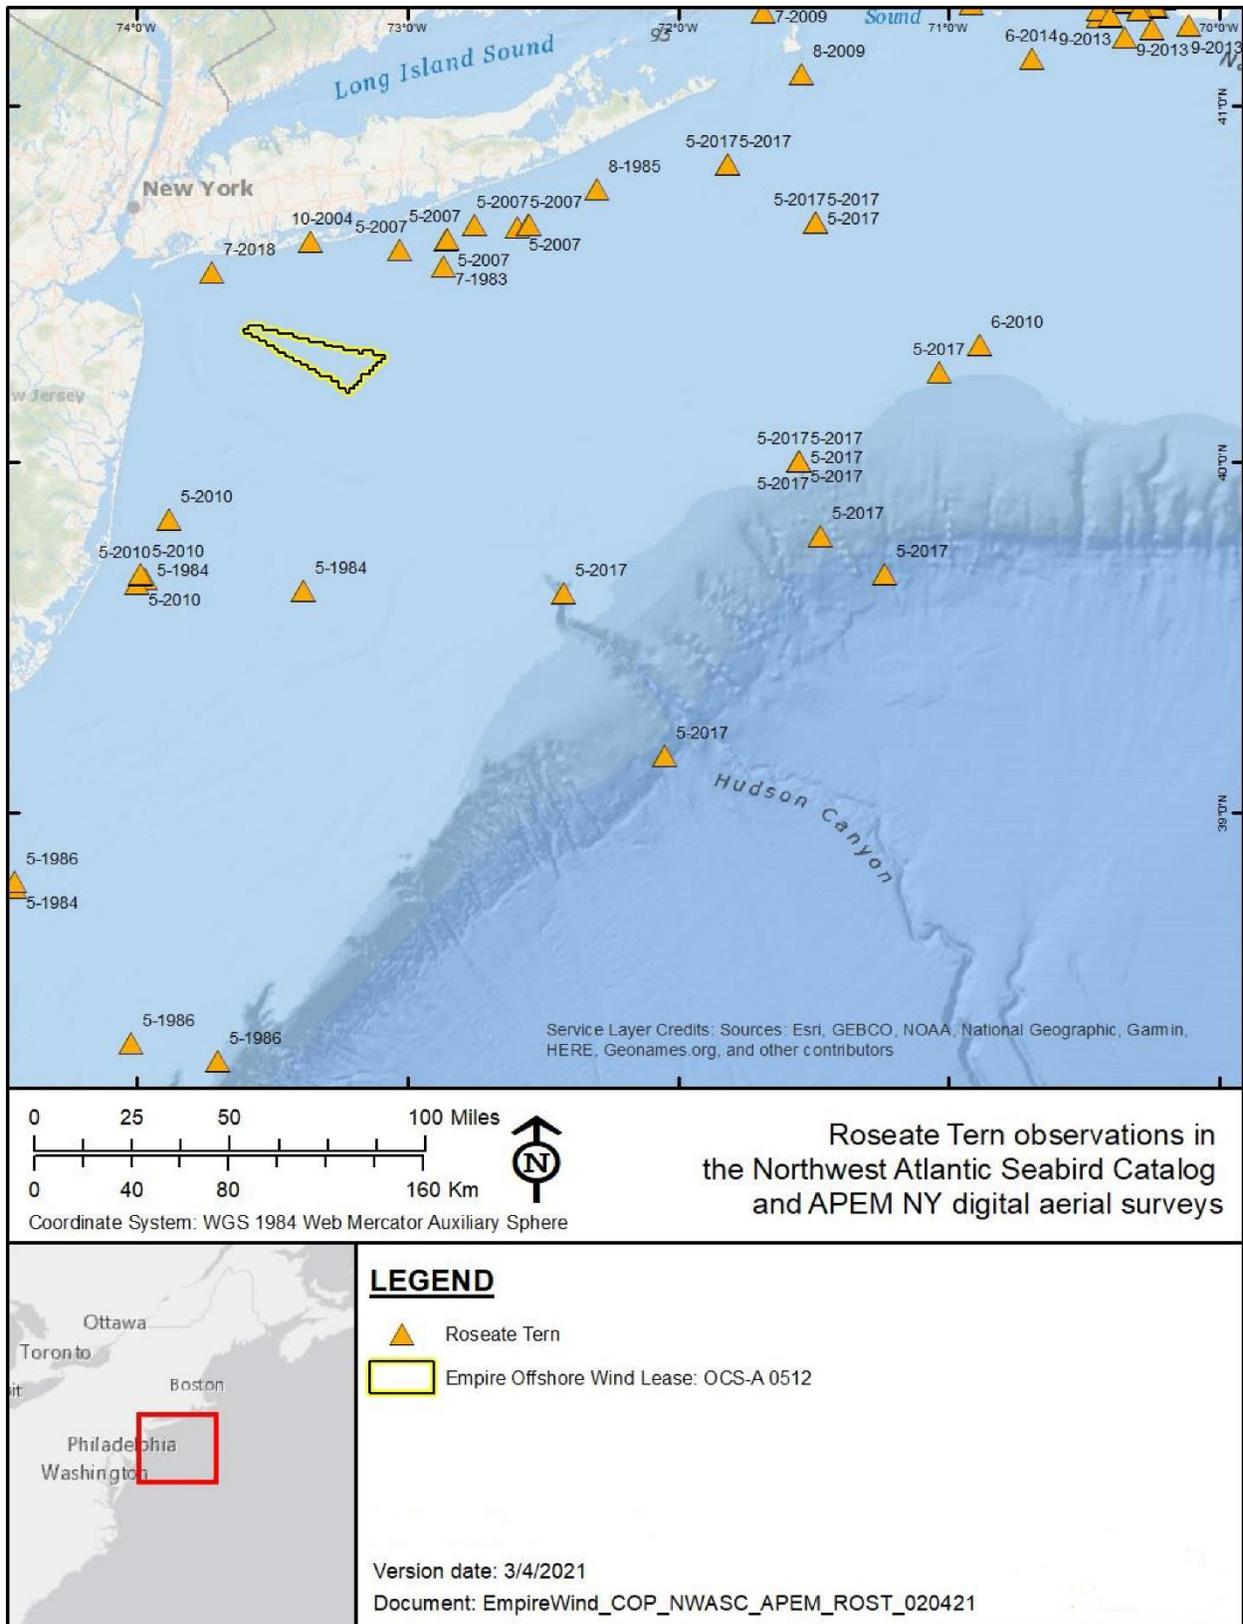 74°0'W
73°0'W
72°0'W
71°0'W
70°0'W
7-2009
Sound
93
6-2014
9-2013
9-2013
9-2013
8-2009
Long Island Sound
41°0'N
5-2017
5-2017
8-1985
New York
5-2017
5-2017
5-2017
10-2004
5-2007
5-2007
5-2007
5-2007
5-2007
7-2018
5-2007
7-1983
6-2010
5-2017
w Jersey
5-2017
5-2017
5-2017
5-2017
5-2017
40°0'N
5-2010
5-2017
5-2010
5-2010
5-1984
5-2010
5-1984
5-2017
5-2017
5-2017
Hudson Canyon
39°0'N
5-1986
5-1984
5-1986
5-1986
Service Layer Credits: Sources: Esri, GEBCO, NOAA, National Geographic, Garmin,
HERE, Geonames.org, and other contributors
0 25 50 100 Miles
0 40 80 160 Km
N
Coordinate System: WGS 1984 Web Mercator Auxiliary Sphere
Roseate Tern observations in
the Northwest Atlantic Seabird Catalog
and APEM NY digital aerial surveys
Ottawa
Toronto
it
Boston
Philadelphia
Washington
LEGEND
Roseate Tern
Empire Offshore Wind Lease: OCS-A 0512
Version date: 3/4/2021
Document: EmpireWind_COP_NWASC_APEM_ROST_020421